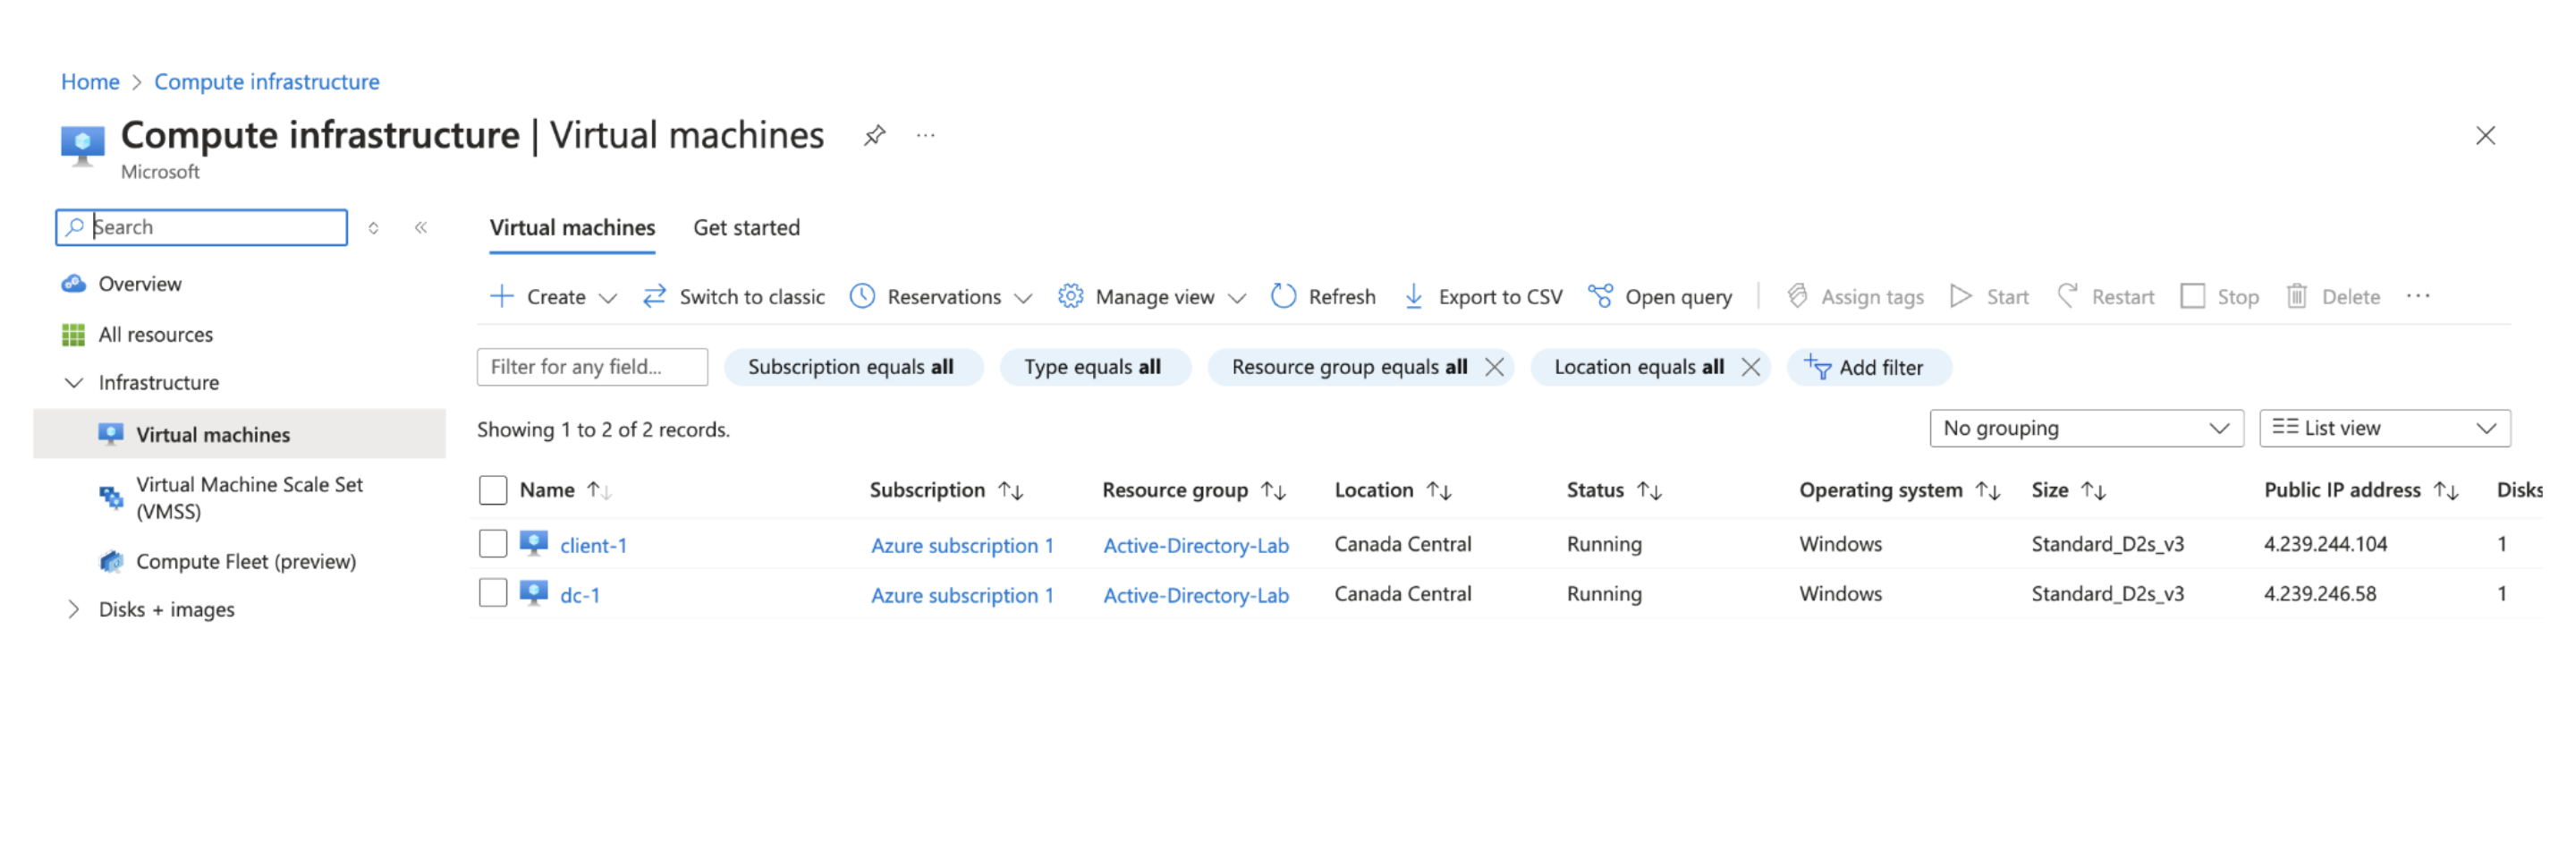 Home > Compute infrastructure
Compute infrastructure | Virtual machines ...
Microsoft
Search
Overview
All resources
Infrastructure
Virtual machines
Virtual Machine Scale Set
(VMSS)
Compute Fleet (preview)
Disks + images
Virtual machines Get started
Create Switch to classic Reservations Manage view Refresh Export to CSV Open query Assign tags Start Restart Stop Delete ...
Filter for any field... Subscription equals all Type equals all Resource group equals all Location equals all Add filter
Showing 1 to 2 of 2 records. No grouping List view
Name Subscription Resource group Location Status Operating system Size Public IP address Disks
client-1 Azure subscription 1 Active-Directory-Lab Canada Central Running Windows Standard_D2s_v3 4.239.244.104 1
dc-1 Azure subscription 1 Active-Directory-Lab Canada Central Running Windows Standard_D2s_v3 4.239.246.58 1